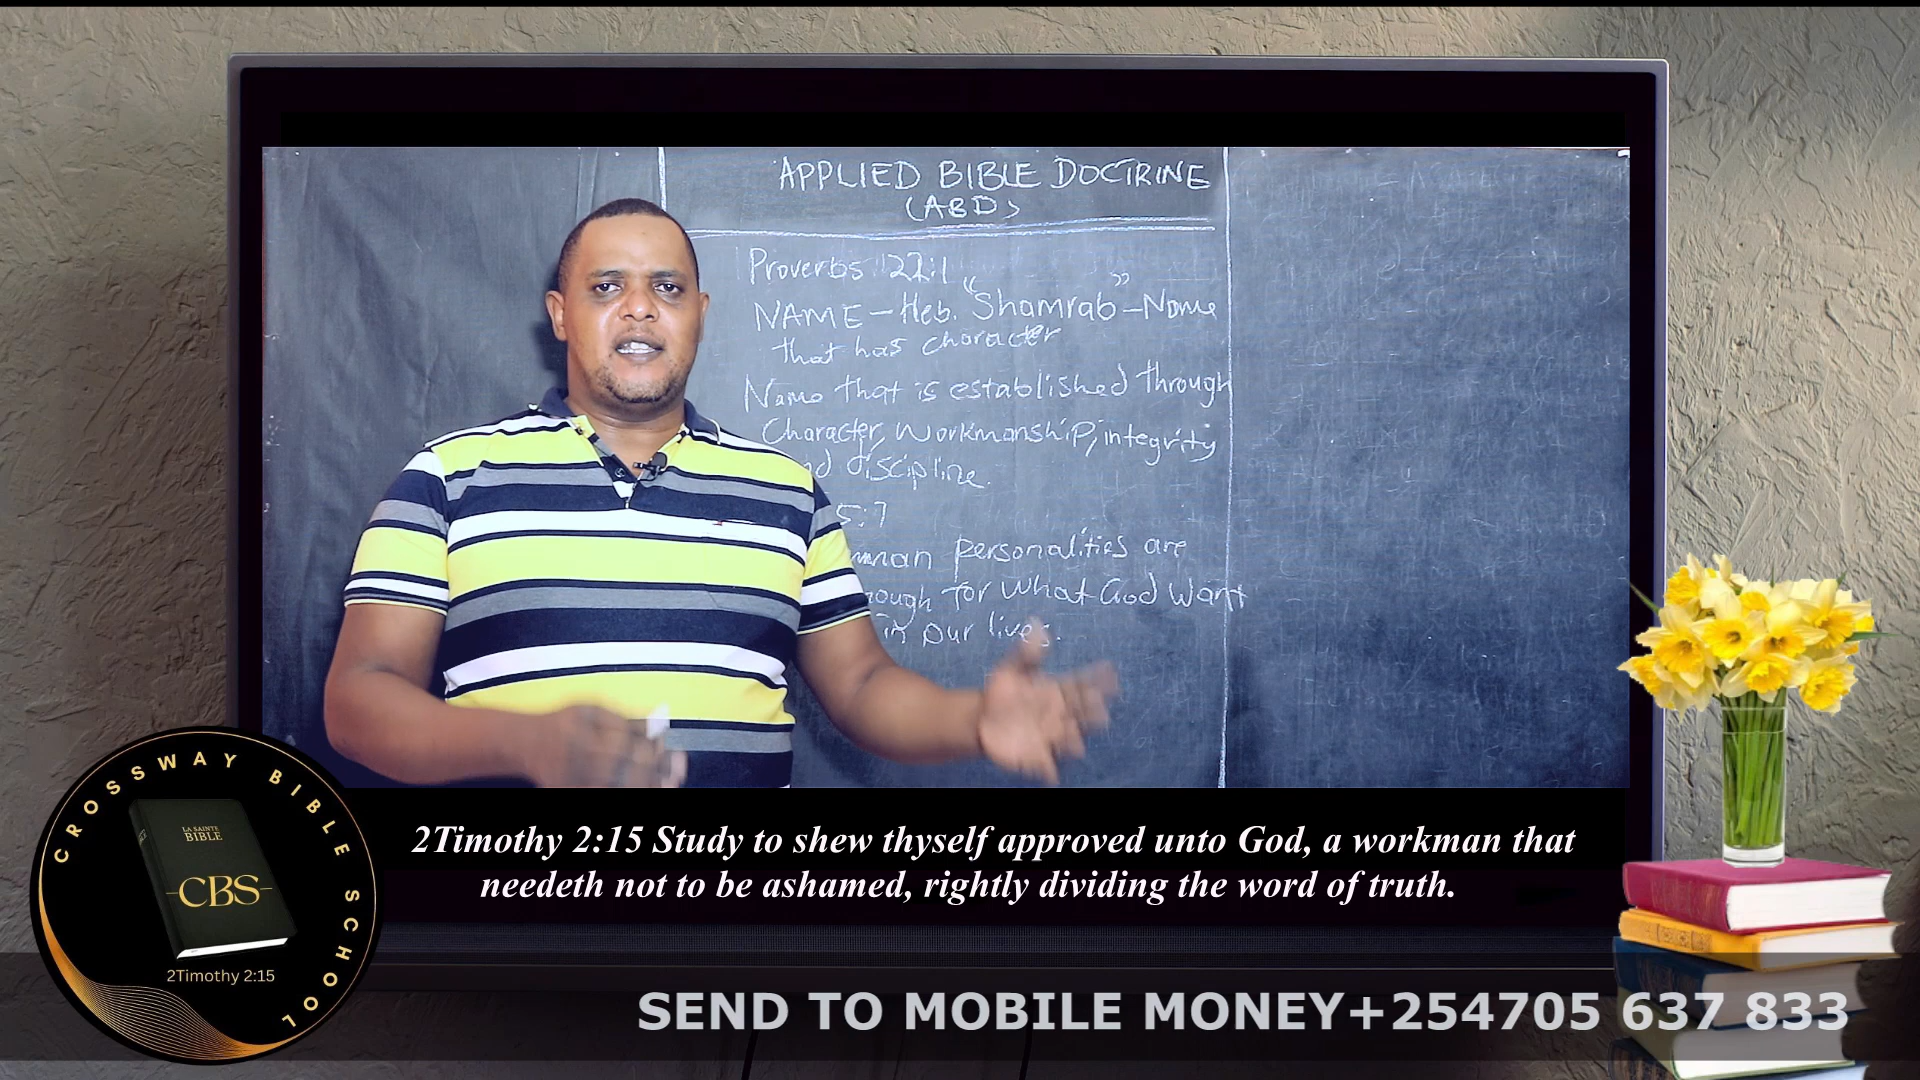 APPLIED BIBLE DOCTRINE
(ABD)
Proverbs 22:1
NAME - Heb. "Shamrab" - Name
that has character
Name that is established through
Character, Workmanship, integrity
discipline.
5:7
personalities are
for what God Want
in our lives.
2Timothy 2:15 Study to shew thyself approved unto God, a workman that
needeth not to be ashamed, rightly dividing the word of truth.
CROSSWAY BIBLE SCHOOL
LA SAINTE
BIBLE
CBS
2Timothy 2:15
SEND TO MOBILE MONEY+254705 637 833